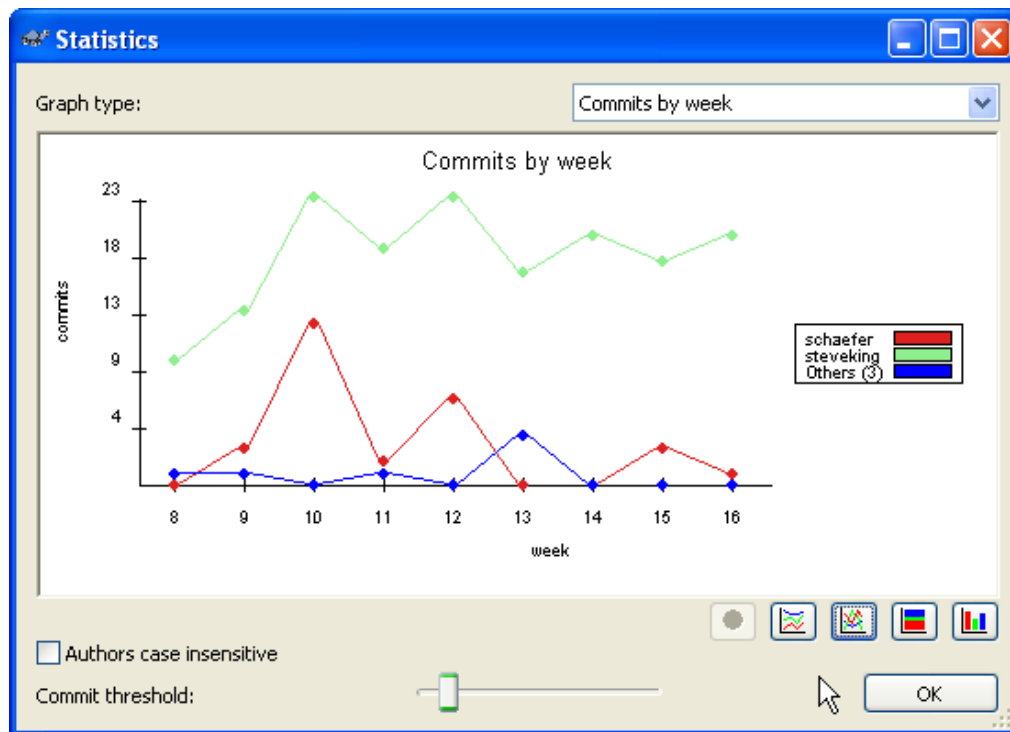 Statistics
Graph type:
Commits by week
Commits by week
23
18
13
9
4
commits
8 9 10 11 12 13 14 15 16
week
schaefer
steveking
Others (3)
Authors case insensitive
Commit threshold:
OK